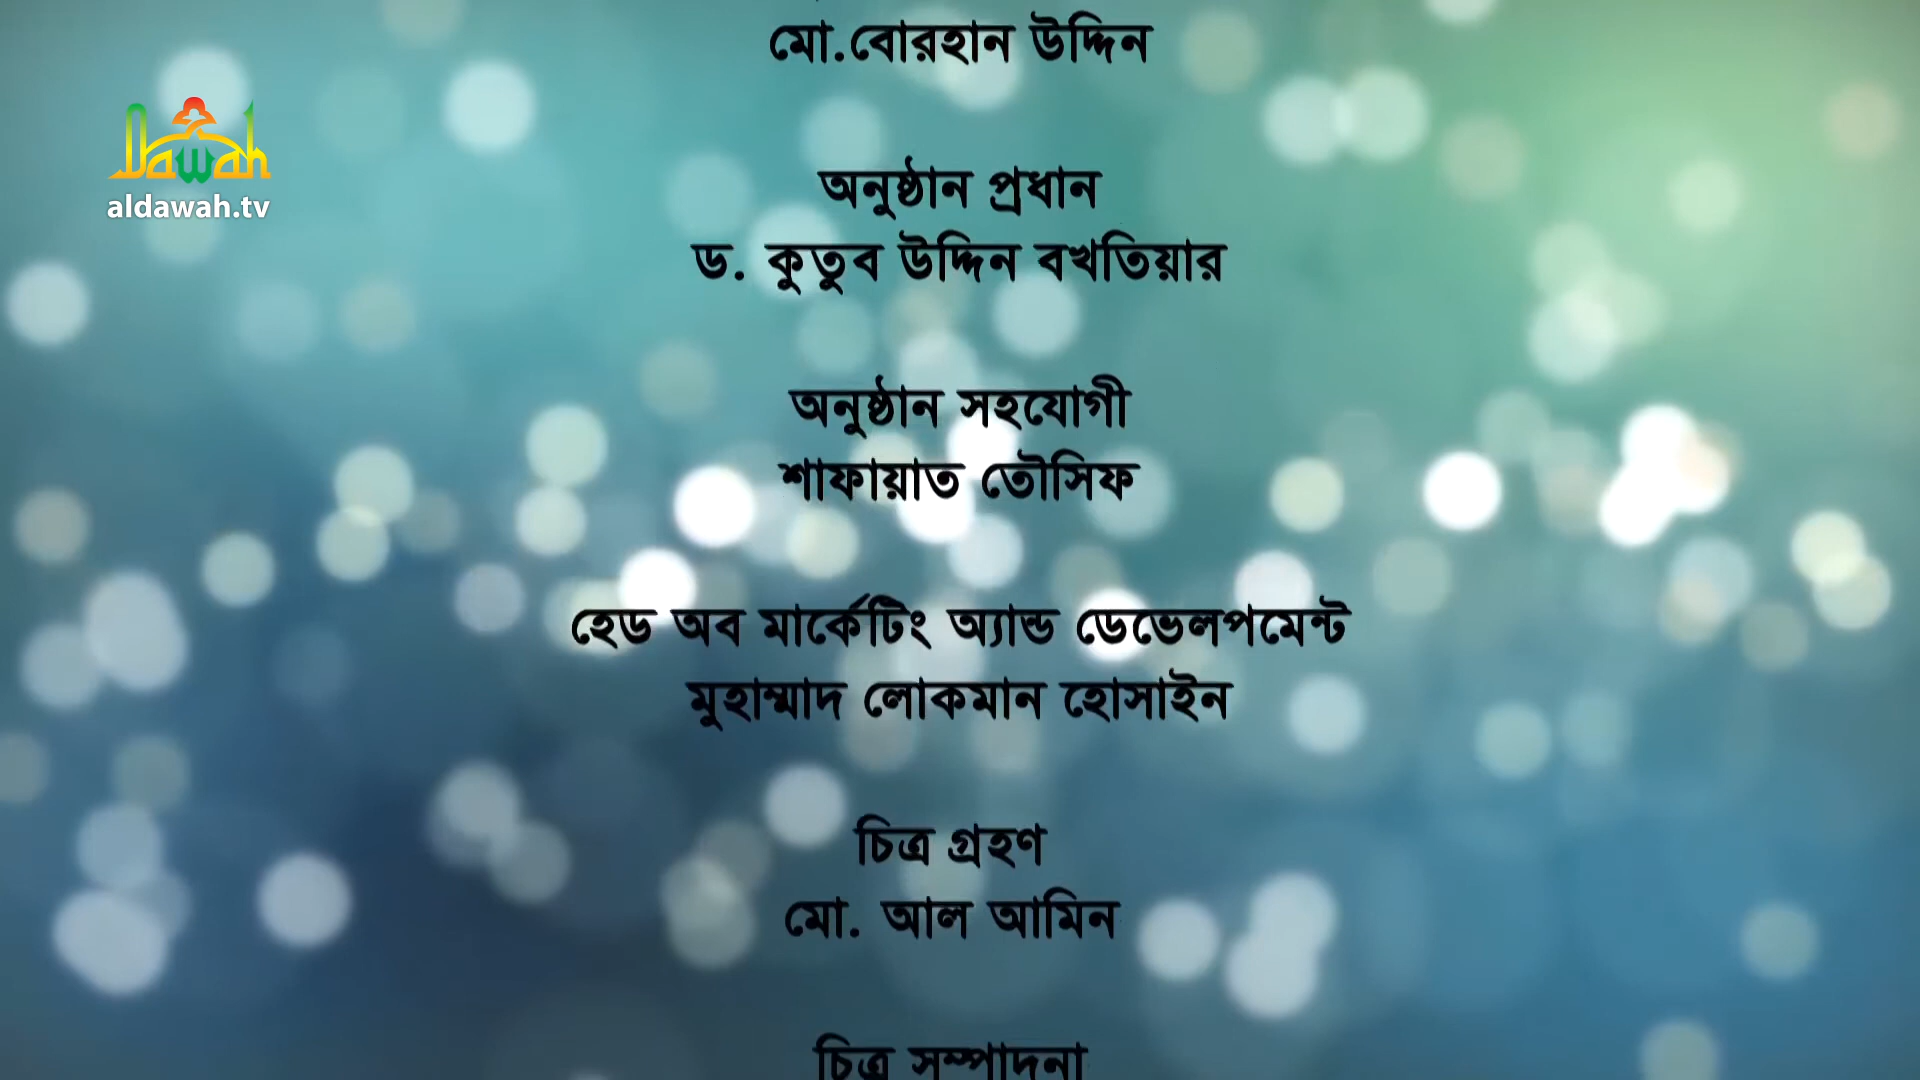 মো.বোরহান উদ্দিন
Dawah
aldawah.tv
অনুষ্ঠান প্রধান
ড. কুতুব উদ্দিন বখতিয়ার
অনুষ্ঠান সহযোগী
শাফায়াত তৌসিফ
হেড অব মার্কেটিং অ্যান্ড ডেভেলপমেন্ট
মুহাম্মাদ লোকমান হোসাইন
চিত্র গ্রহণ
মো. আল আমিন
চিত্র সম্পাদনা